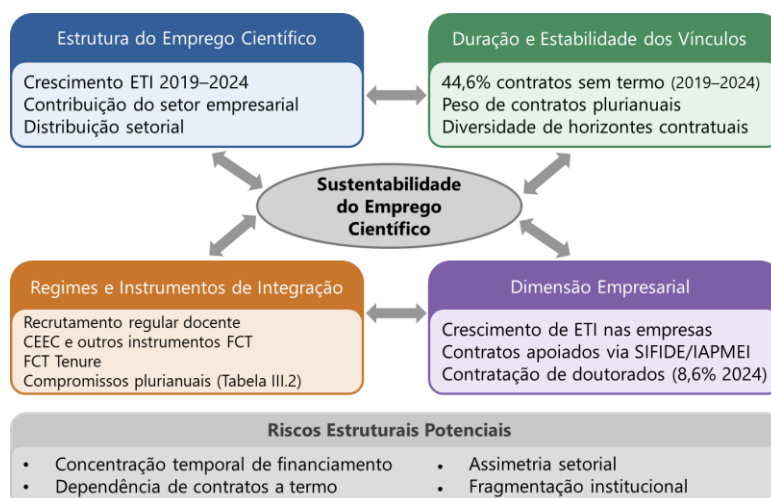 Estrutura do Emprego Científico
Crescimento ETI 2019–2024
Contribuição do setor empresarial
Distribuição setorial
Duração e Estabilidade dos Vínculos
44,6% contratos sem termo (2019–2024)
Peso de contratos plurianuais
Diversidade de horizontes contratuais
Sustentabilidade
do Emprego
Científico
Regimes e Instrumentos de Integração
Recrutamento regular docente
CEEC e outros instrumentos FCT
FCT Tenure
Compromissos plurianuais (Tabela III.2)
Dimensão Empresarial
Crescimento de ETI nas empresas
Contratos apoiados via SIFIDE/IAPMEI
Contratação de doutorados (8,6% 2024)
Riscos Estruturais Potenciais
• Concentração temporal de financiamento
• Dependência de contratos a termo
• Assimetria setorial
• Fragmentação institucional